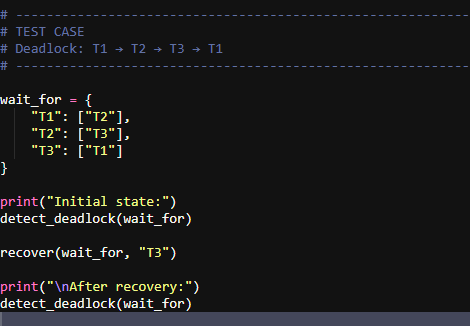 # -----------------------------------------------------------
# TEST CASE
# Deadlock: T1 → T2 → T3 → T1
# -----------------------------------------------------------
wait_for = {
    "T1": ["T2"],
    "T2": ["T3"],
    "T3": ["T1"]
}
print("Initial state:")
detect_deadlock(wait_for)
recover(wait_for, "T3")
print("\nAfter recovery:")
detect_deadlock(wait_for)